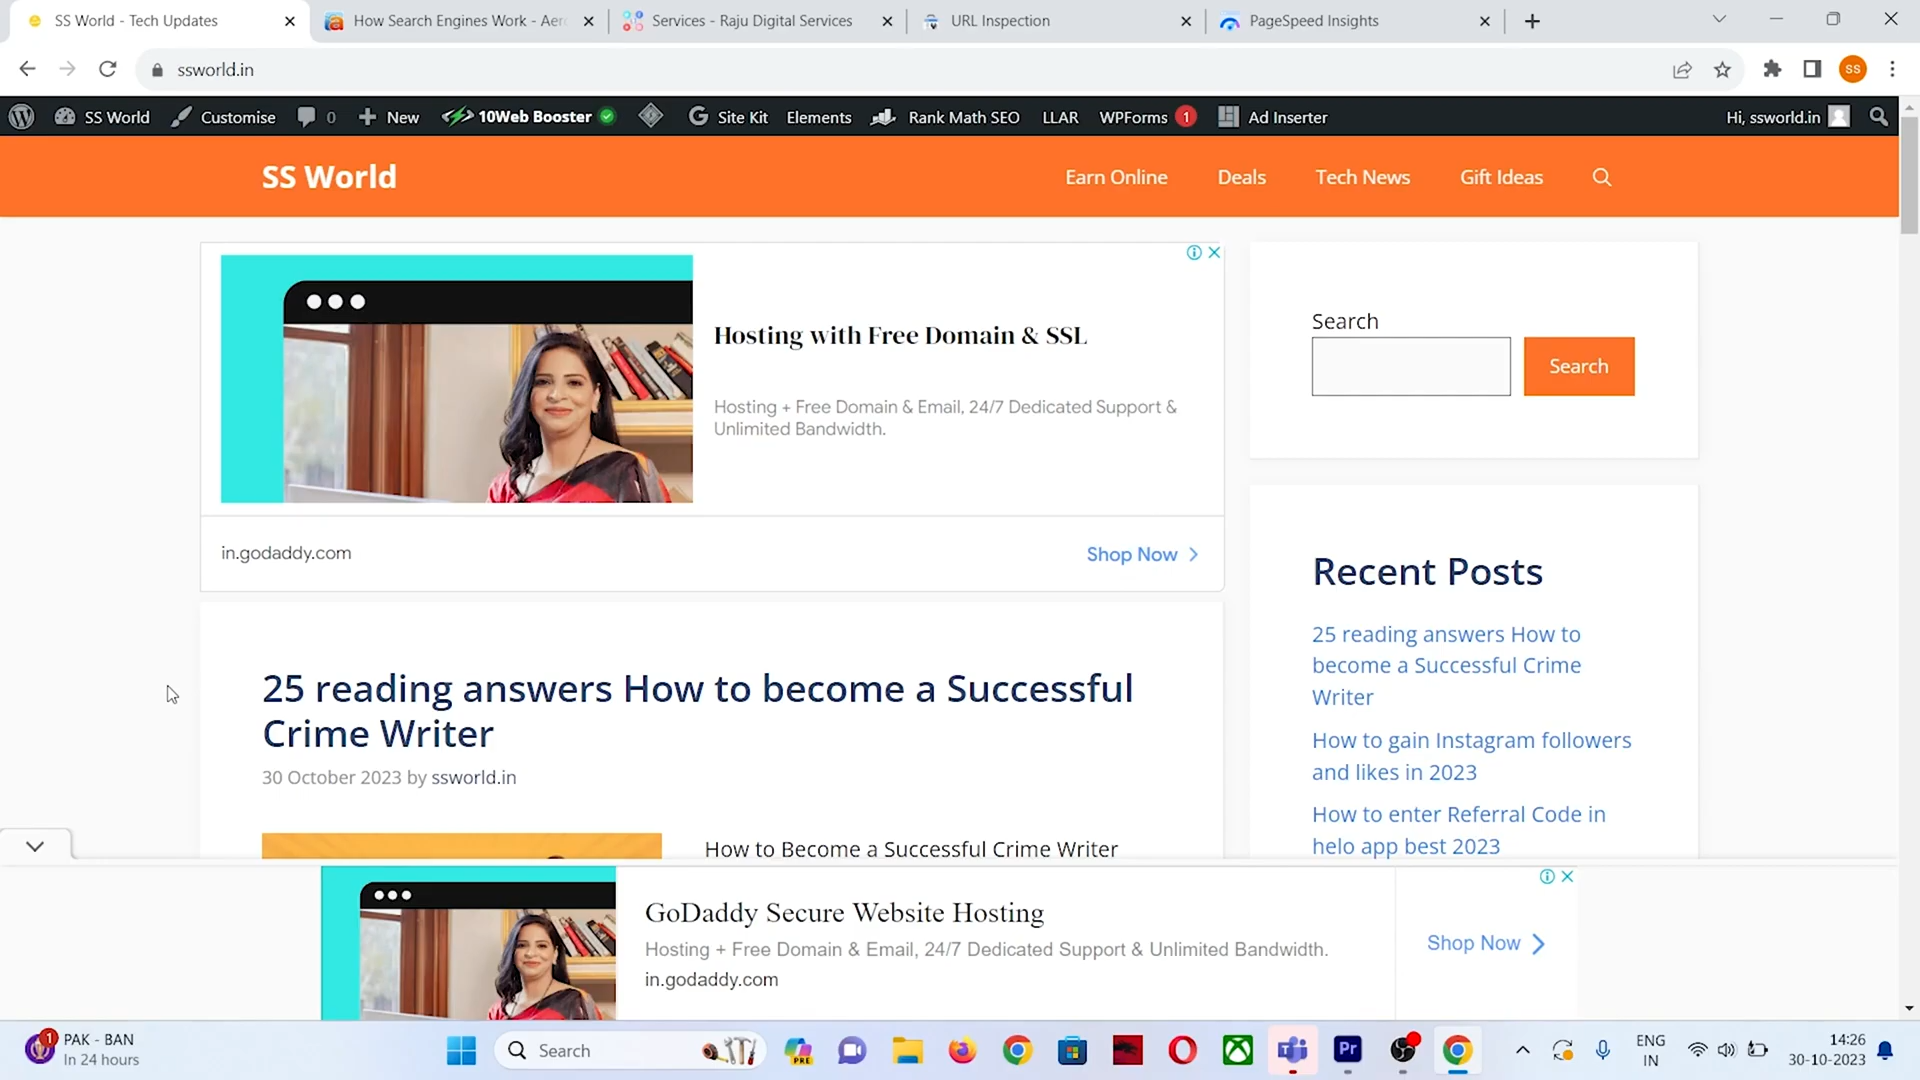 SS World - Tech Updates
How Search Engines Work - Aer
Services - Raju Digital Services
URL Inspection
PageSpeed Insights
ssworld.in
SS
SS World
Customise
0
New
10Web Booster
Site Kit
Elements
Rank Math SEO
LLAR
WPForms 1
Ad Inserter
Hi, ssworld.in
SS World
Earn Online
Deals
Tech News
Gift Ideas
Hosting with Free Domain & SSL
Hosting + Free Domain & Email, 24/7 Dedicated Support &
Unlimited Bandwidth.
in.godaddy.com
Shop Now
Search
Search
Recent Posts
25 reading answers How to
become a Successful Crime
Writer
How to gain Instagram followers
and likes in 2023
How to enter Referral Code in
helo app best 2023
25 reading answers How to become a Successful
Crime Writer
30 October 2023 by ssworld.in
How to Become a Successful Crime Writer
GoDaddy Secure Website Hosting
Hosting + Free Domain & Email, 24/7 Dedicated Support & Unlimited Bandwidth.
in.godaddy.com
Shop Now
1
PAK - BAN
In 24 hours
Search
PRE
Pr
ENG
IN
14:26
30-10-2023